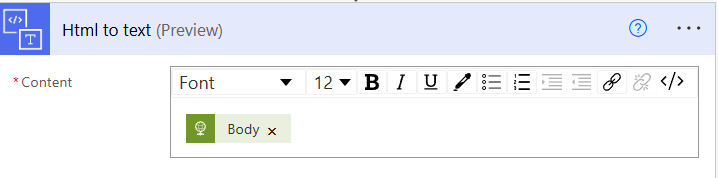 Html to text (Preview)
* Content
Font 12 B I U </>
Body ×